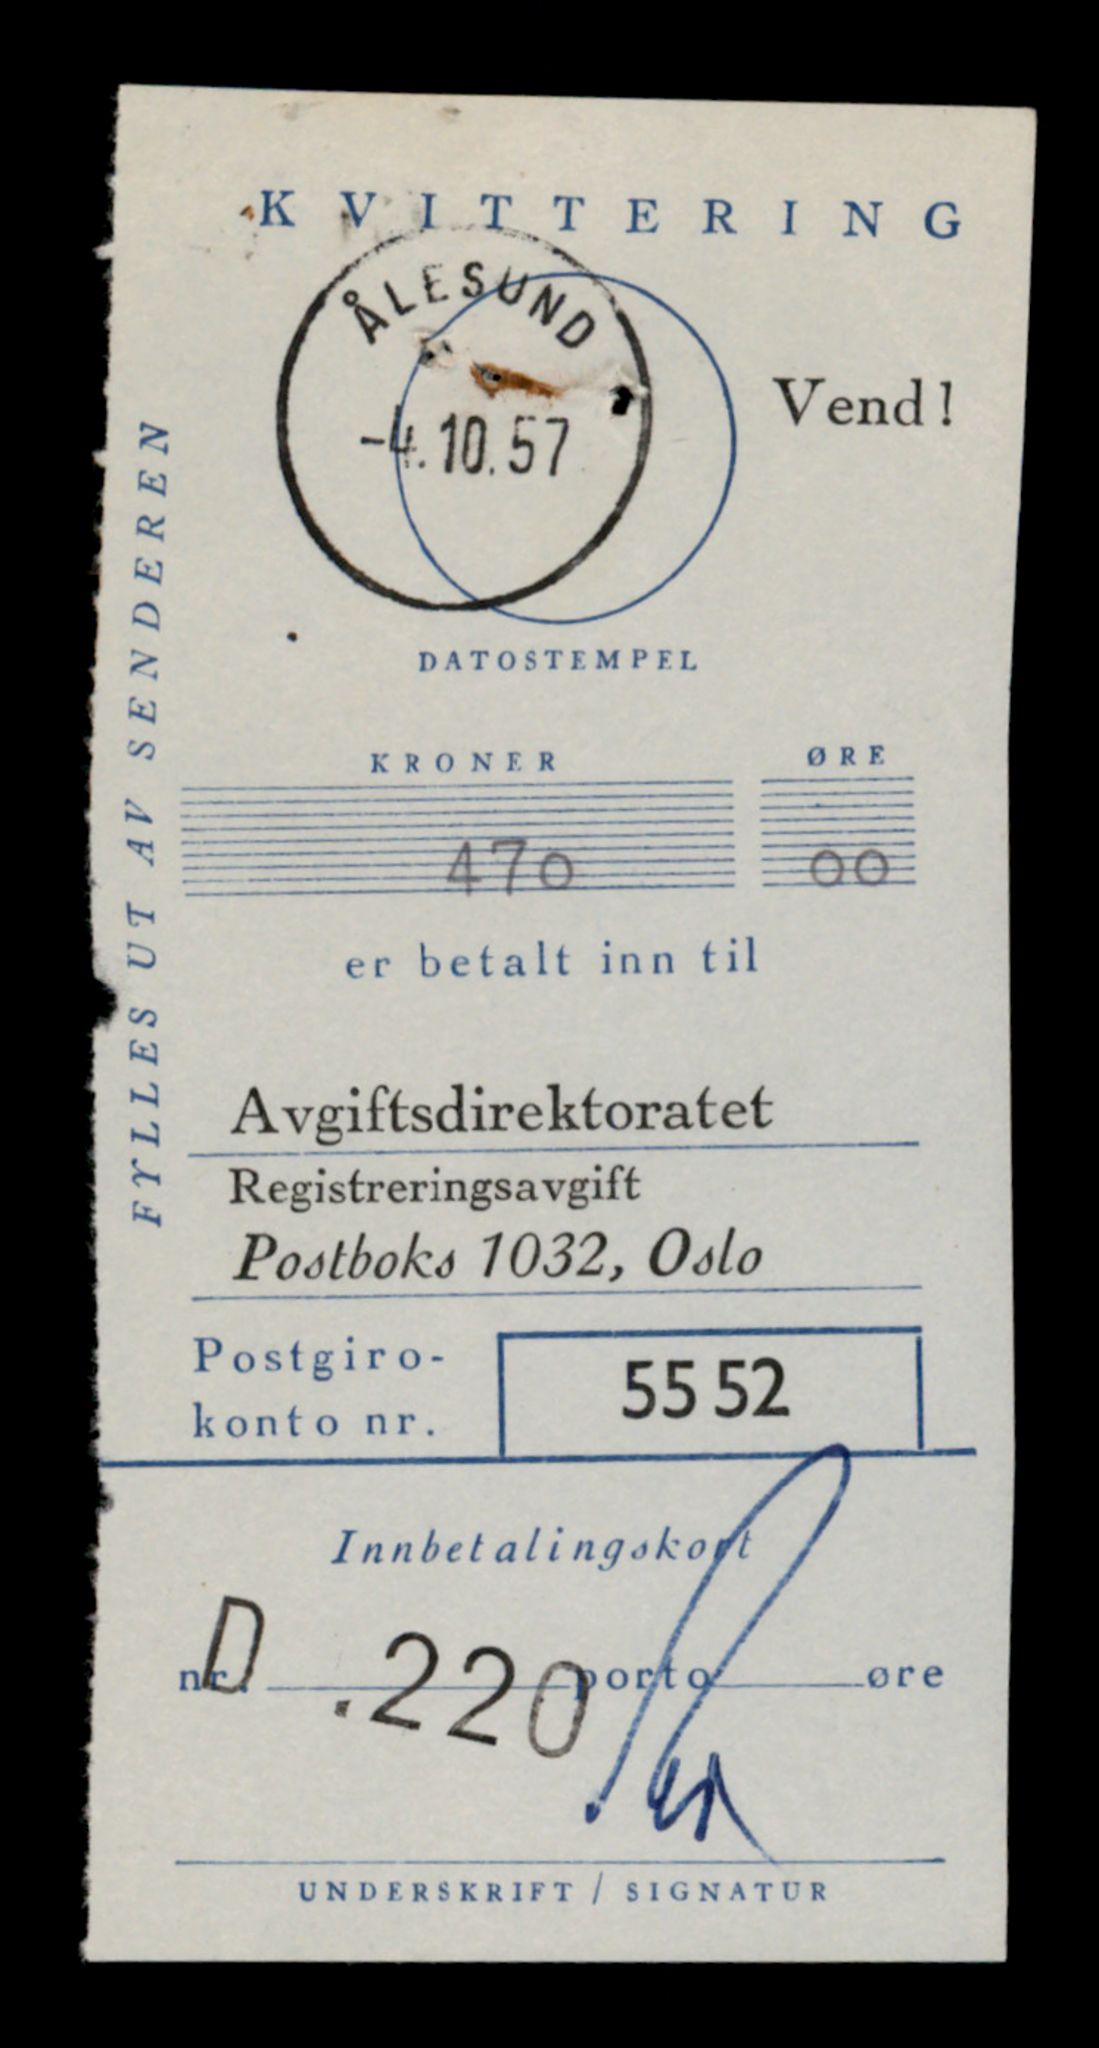 KVITTERING
ÅLESUND
-4.10.57
Vend!
DATOSTEMPEL
FYLLES UT AV SENDEREN
KRONER ØRE
470 00
er betalt inn til
Avgiftsdirektoratet
Registreringsavgift
Postboks 1032, Oslo
Postgiro-
konto nr.
55 52
Innbetalingskort
nr. porto øre
D .220
UNDERSKRIFT / SIGNATUR